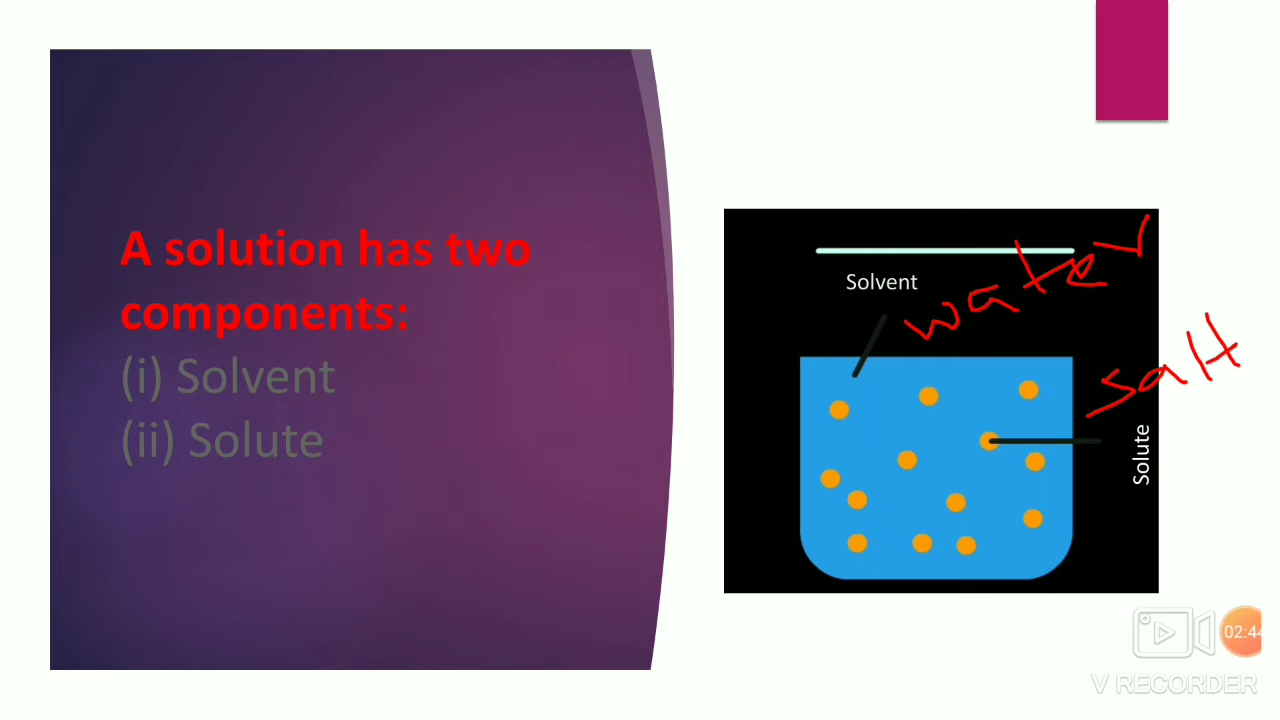 A solution has two
components:
(i) Solvent
(ii) Solute
Solvent
water
salt
Solute
02:44
V RECORDER